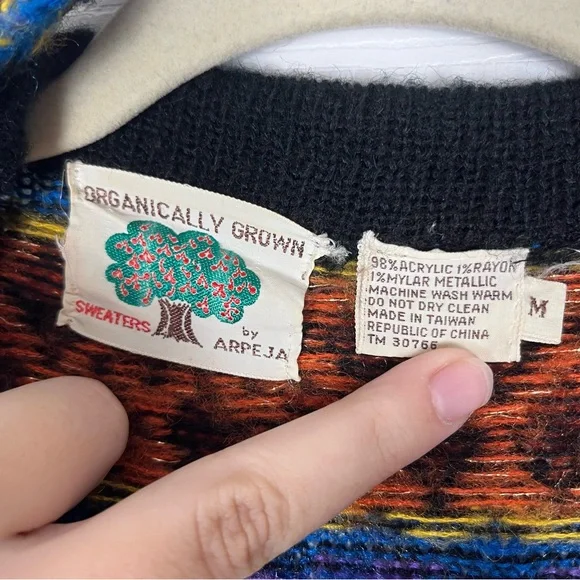 ORGANICALLY GROWN
SWEATERS
by
ARPEJA
98% ACRYLIC 1% RAYON
1% MYLAR METALLIC
MACHINE WASH WARM
DO NOT DRY CLEAN
MADE IN TAIWAN
REPUBLIC OF CHINA
TM 30766
M